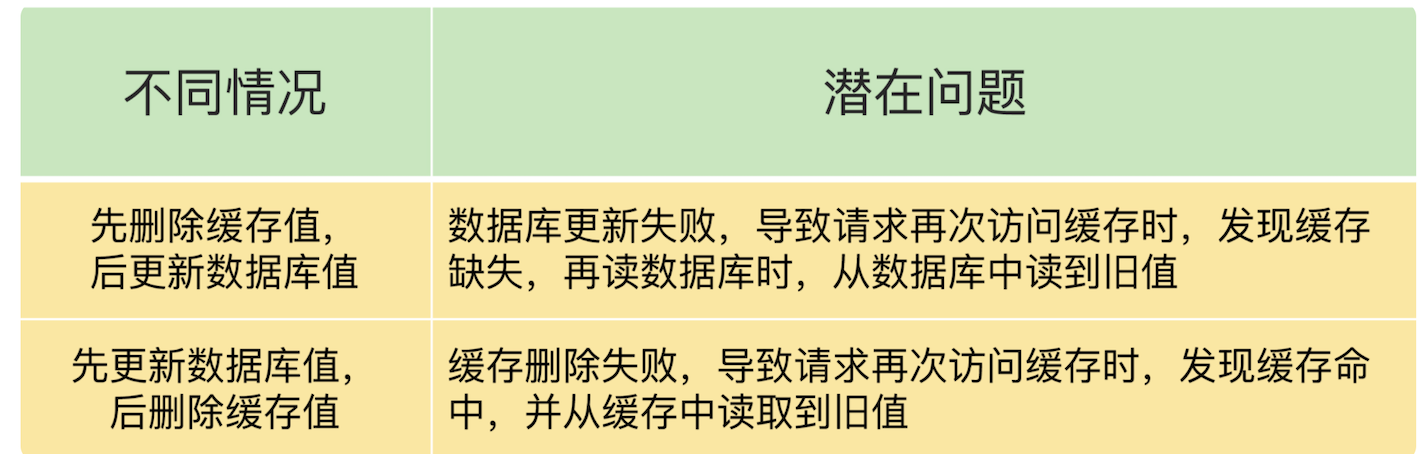 不同情况
潜在问题
先删除缓存值，
后更新数据库值
数据库更新失败，导致请求再次访问缓存时，发现缓存
缺失，再读数据库时，从数据库中读到旧值
先更新数据库值，
后删除缓存值
缓存删除失败，导致请求再次访问缓存时，发现缓存命
中，并从缓存中读取到旧值